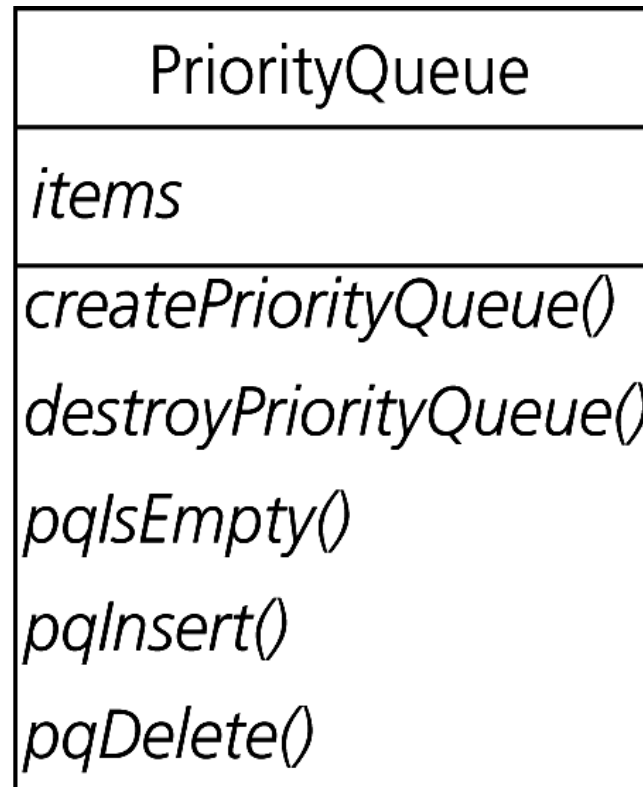 PriorityQueue
items
createPriorityQueue()
destroyPriorityQueue()
pqIsEmpty()
pqInsert()
pqDelete()